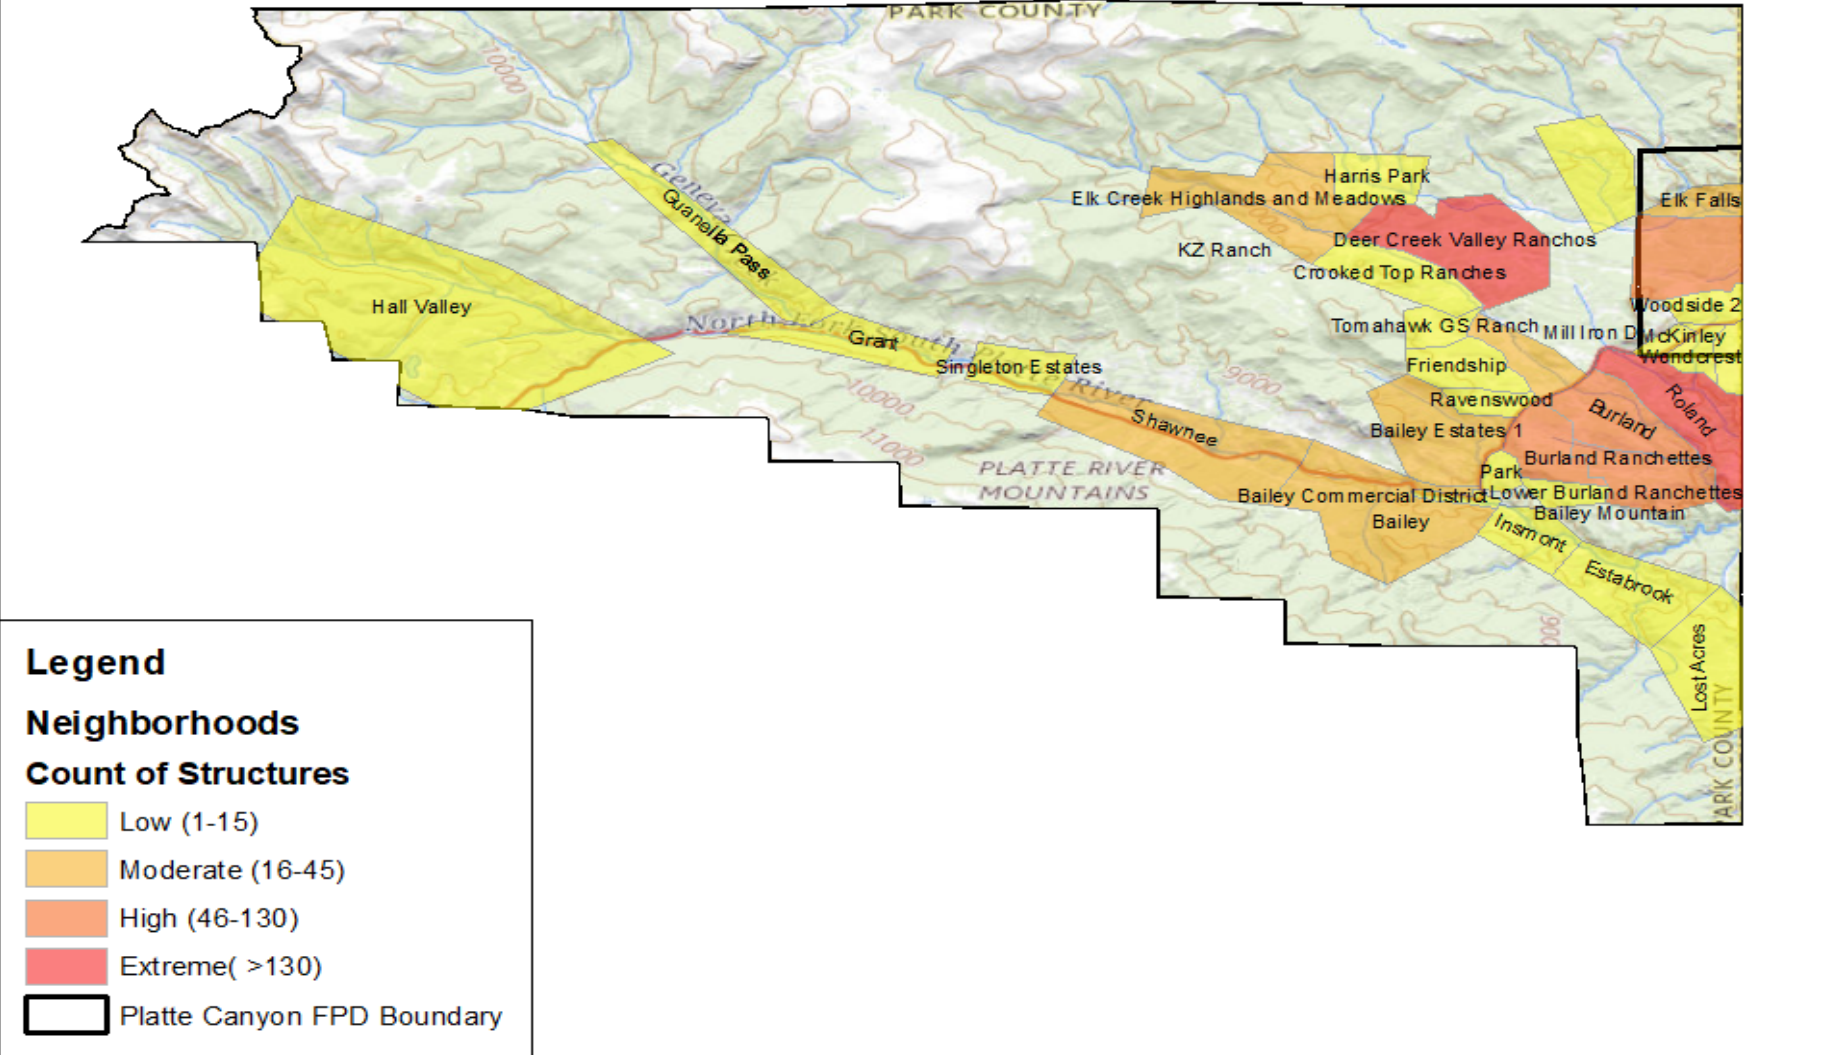 PARK COUNTY
10000
Geneva
Guanella Pass
Harris Park
Elk Creek Highlands and Meadows
Elk Falls
Deer Creek Valley Ranchos
KZ Ranch
Crooked Top Ranches
Hall Valley
Woodside 2
North Fork South Platte River
Tomahawk GS Ranch
Mill Iron D
McKinley
Grant
Woodcrest
Singleton Estates
Friendship
9000
10000
Ravenswood
Roland
Shawnee
Burland
Bailey Estates 1
11000
Burland Ranchettes
PLATTE RIVER
MOUNTAINS
Park
Bailey Commercial District
Lower Burland Ranchettes
Bailey Mountain
Bailey
Insmont
Estabrook
Lost Acres
PARK COUNTY
Legend
Neighborhoods
Count of Structures
Low (1-15)
Moderate (16-45)
High (46-130)
Extreme( >130)
Platte Canyon FPD Boundary